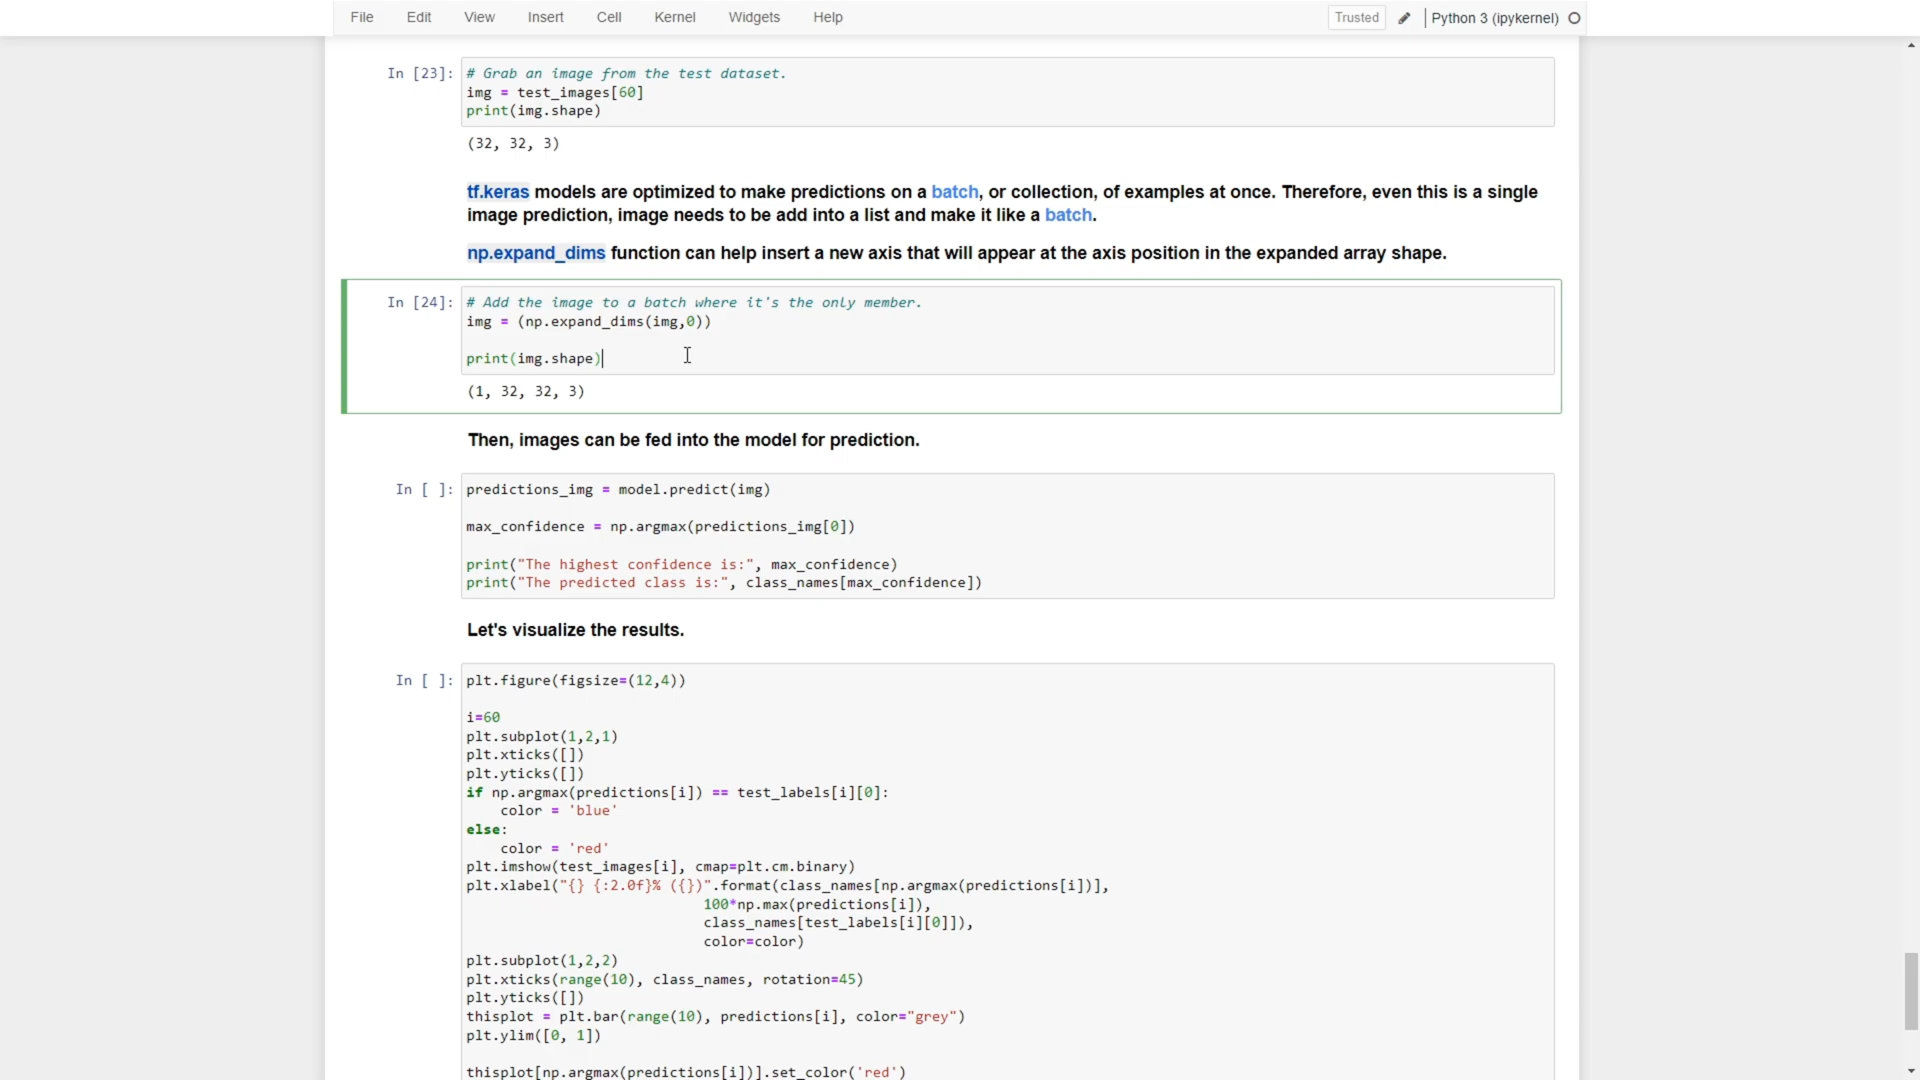 File Edit View Insert Cell Kernel Widgets Help Trusted Python 3 (ipykernel)
In [23]: # Grab an image from the test dataset.
img = test_images[60]
print(img.shape)
(32, 32, 3)
tf.keras models are optimized to make predictions on a batch, or collection, of examples at once. Therefore, even this is a single
image prediction, image needs to be add into a list and make it like a batch.
np.expand_dims function can help insert a new axis that will appear at the axis position in the expanded array shape.
In [24]: # Add the image to a batch where it's the only member.
img = (np.expand_dims(img,0))
print(img.shape)
(1, 32, 32, 3)
Then, images can be fed into the model for prediction.
In [ ]: predictions_img = model.predict(img)
max_confidence = np.argmax(predictions_img[0])
print("The highest confidence is:", max_confidence)
print("The predicted class is:", class_names[max_confidence])
Let's visualize the results.
In [ ]: plt.figure(figsize=(12,4))
i=60
plt.subplot(1,2,1)
plt.xticks([])
plt.yticks([])
if np.argmax(predictions[i]) == test_labels[i][0]:
color = 'blue'
else:
color = 'red'
plt.imshow(test_images[i], cmap=plt.cm.binary)
plt.xlabel("{} {:2.0f}% ({})".format(class_names[np.argmax(predictions[i])],
100*np.max(predictions[i]),
class_names[test_labels[i][0]]),
color=color)
plt.subplot(1,2,2)
plt.xticks(range(10), class_names, rotation=45)
plt.yticks([])
thisplot = plt.bar(range(10), predictions[i], color="grey")
plt.ylim([0, 1])
thisplot[np.argmax(predictions[i])].set_color('red')